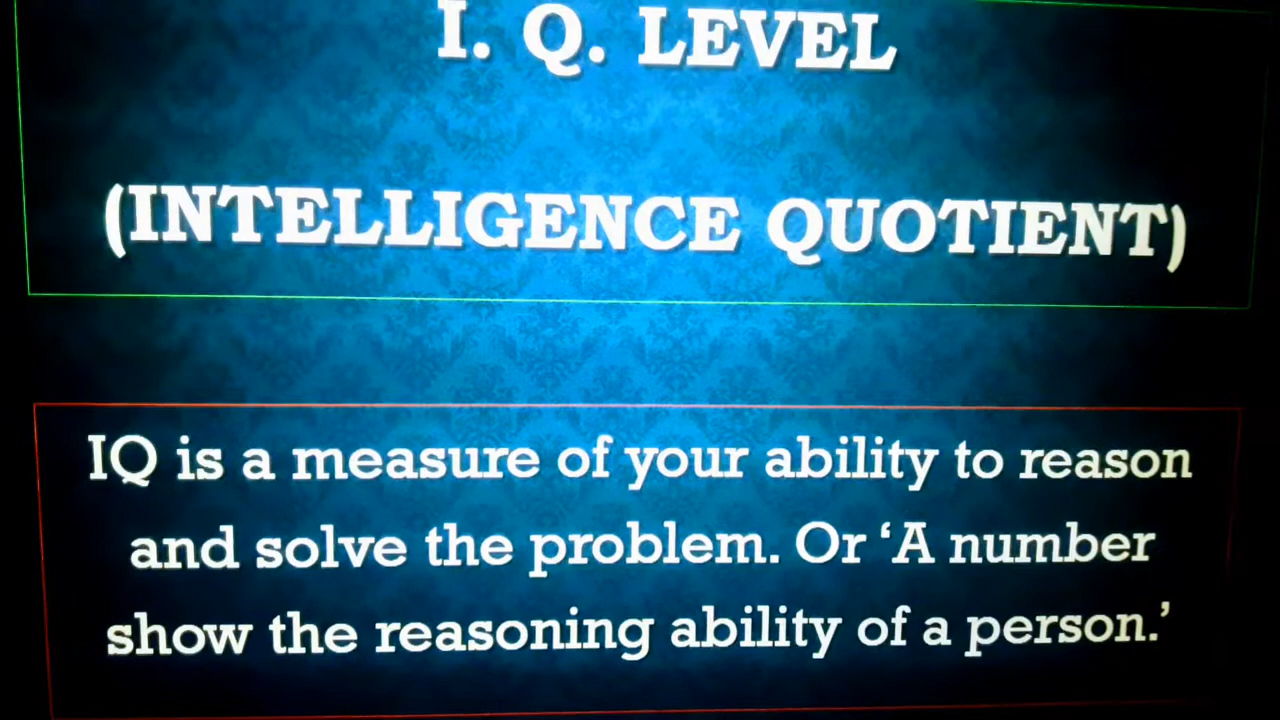 I. Q. LEVEL
(INTELLIGENCE QUOTIENT)
IQ is a measure of your ability to reason
and solve the problem. Or ‘A number
show the reasoning ability of a person.’